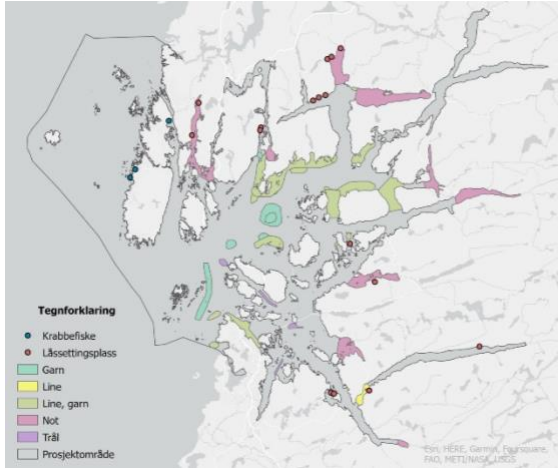 Tegnforklaring
Krabbefiske
Låssettingsplass
Garn
Line
Line, garn
Not
Trål
Prosjektområde
Esri, HERE, Garmin, Foursquare,
FAO, METI/NASA, USGS